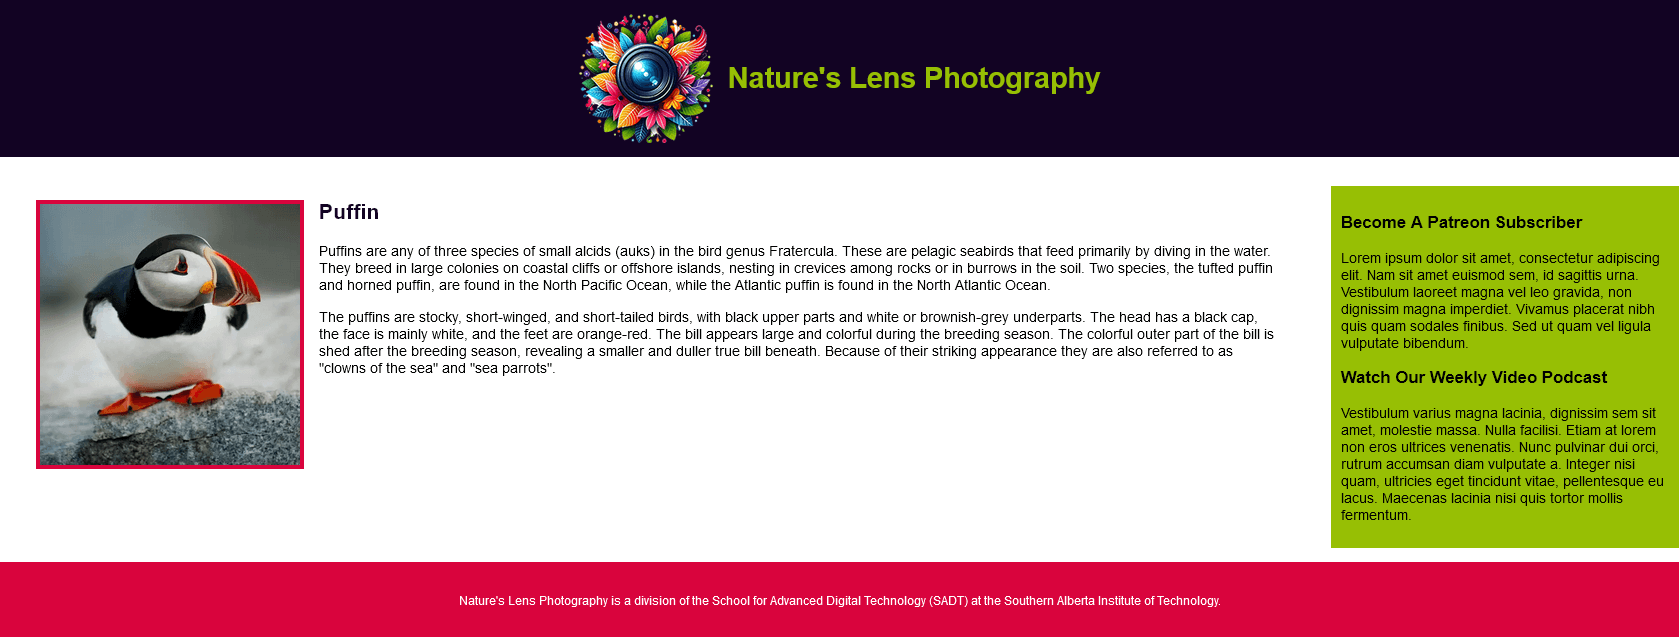 Nature's Lens Photography
Puffin
Puffins are any of three species of small alcids (auks) in the bird genus Fratercula. These are pelagic seabirds that feed primarily by diving in the water.
They breed in large colonies on coastal cliffs or offshore islands, nesting in crevices among rocks or in burrows in the soil. Two species, the tufted puffin
and horned puffin, are found in the North Pacific Ocean, while the Atlantic puffin is found in the North Atlantic Ocean.
The puffins are stocky, short-winged, and short-tailed birds, with black upper parts and white or brownish-grey underparts. The head has a black cap,
the face is mainly white, and the feet are orange-red. The bill appears large and colorful during the breeding season. The colorful outer part of the bill is
shed after the breeding season, revealing a smaller and duller true bill beneath. Because of their striking appearance they are also referred to as
"clowns of the sea" and "sea parrots".
Become A Patreon Subscriber
Lorem ipsum dolor sit amet, consectetur adipiscing
elit. Nam sit amet euismod sem, id sagittis urna.
Vestibulum laoreet magna vel leo gravida, non
dignissim magna imperdiet. Vivamus placerat nibh
quis quam sodales finibus. Sed ut quam vel ligula
vulputate bibendum.
Watch Our Weekly Video Podcast
Vestibulum varius magna lacinia, dignissim sem sit
amet, molestie massa. Nulla facilisi. Etiam at lorem
non eros ultrices venenatis. Nunc pulvinar dui orci,
rutrum accumsan diam vulputate a. Integer nisi
quam, ultricies eget tincidunt vitae, pellentesque eu
lacus. Maecenas lacinia nisi quis tortor mollis
fermentum.
Nature's Lens Photography is a division of the School for Advanced Digital Technology (SADT) at the Southern Alberta Institute of Technology.